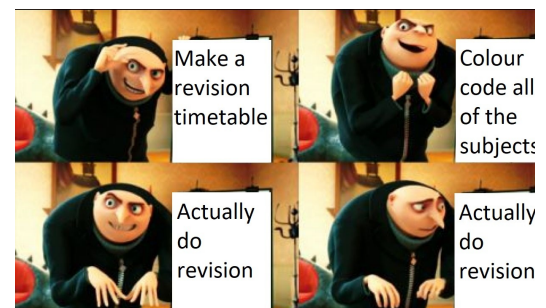 Make a
revision
timetable
Colour
code all
of the
subjects
Actually
do
revision
Actually
do
revision